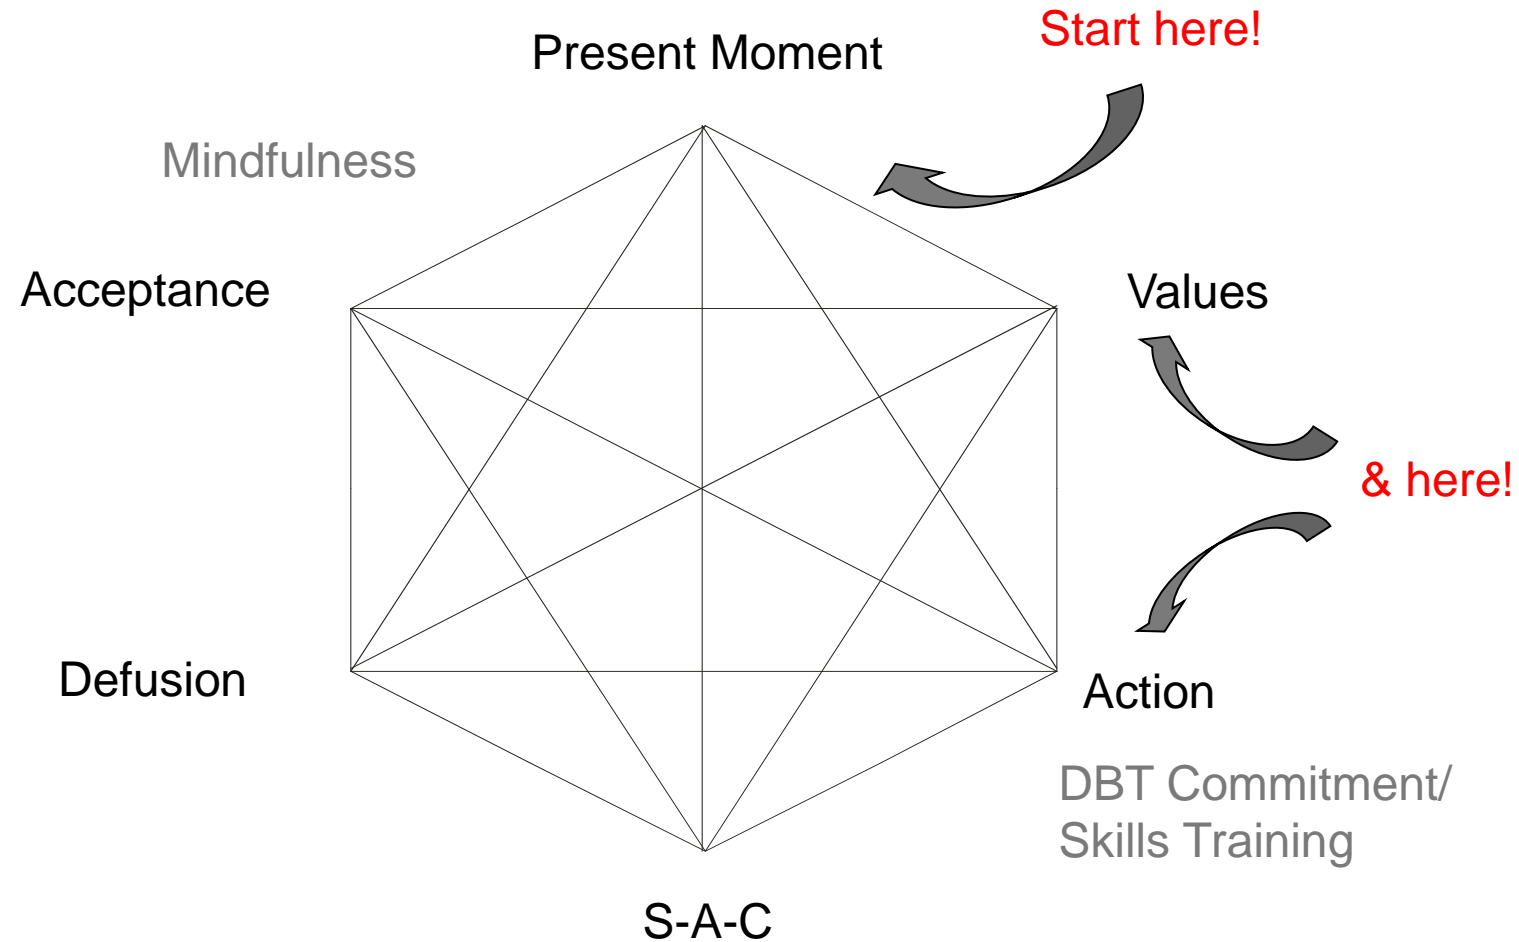 Start here!
Present Moment
Mindfulness
Acceptance
Values
& here!
Defusion
Action
DBT Commitment/
Skills Training
S-A-C